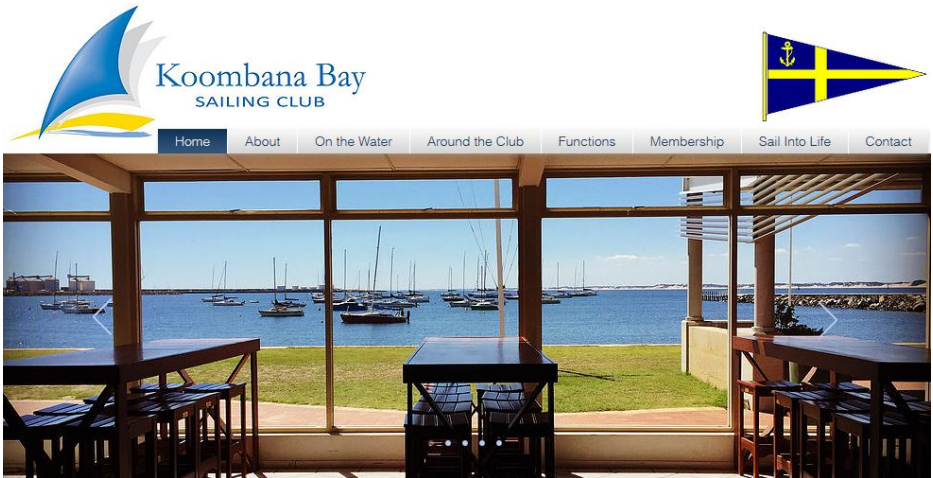 Koombana Bay
SAILING CLUB
Home About On the Water Around the Club Functions Membership Sail Into Life Contact